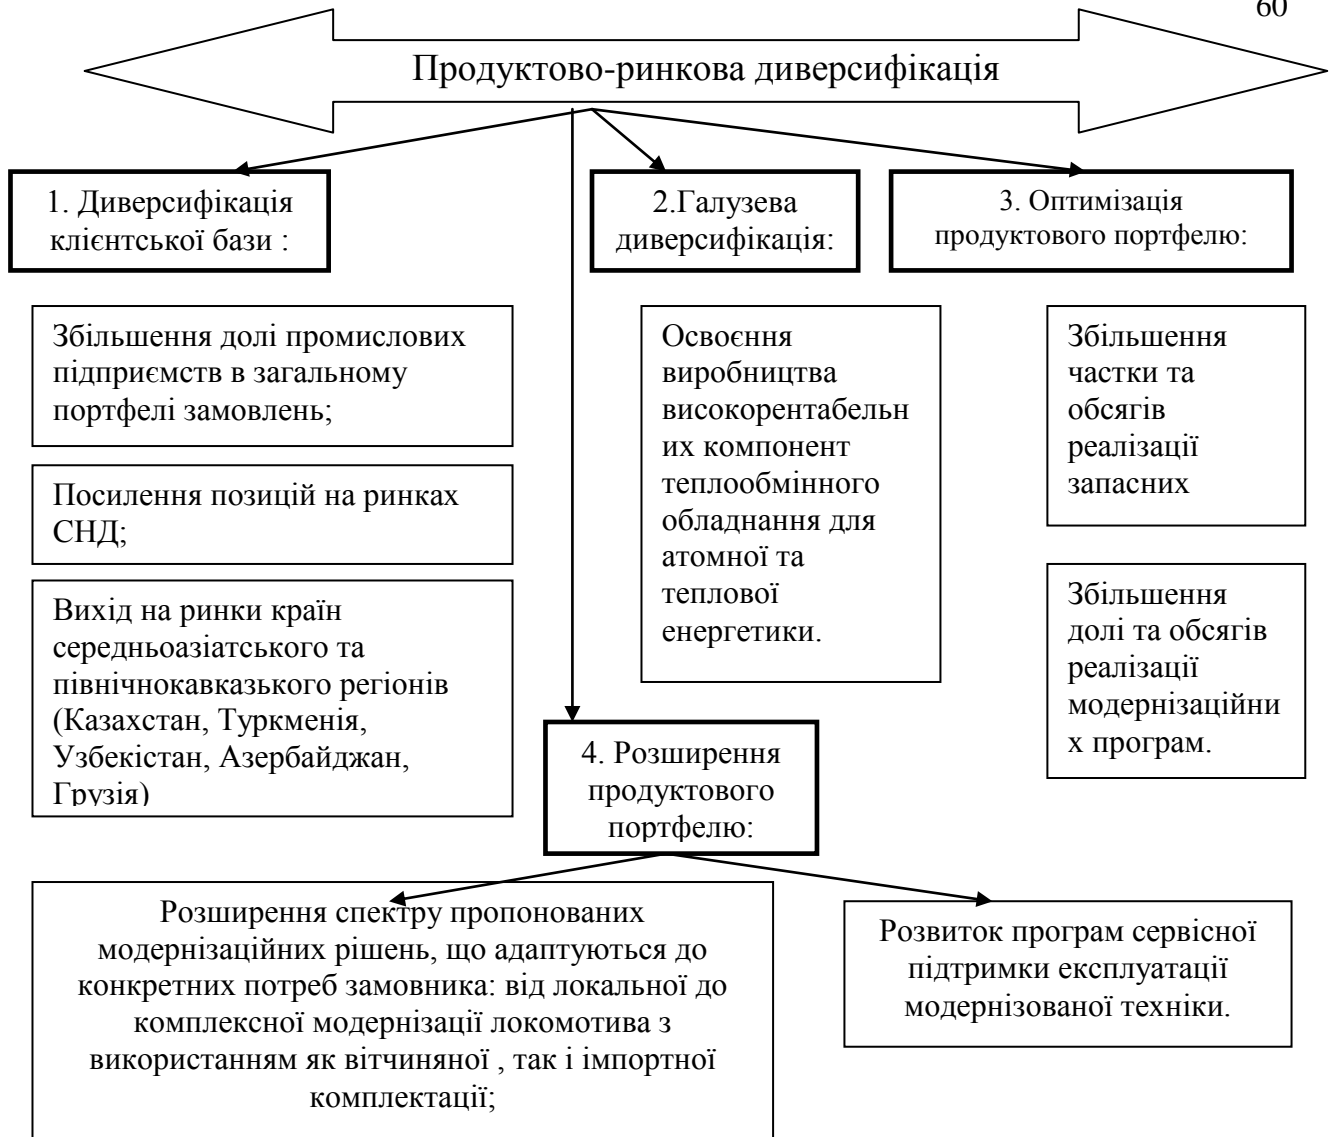 60
Продуктово-ринкова диверсифікація
1. Диверсифікація
клієнтської бази :
2.Галузева
диверсифікація:
3. Оптимізація
продуктового портфелю:
Збільшення долі промислових
підприємств в загальному
портфелі замовлень;
Посилення позицій на ринках
СНД;
Вихід на ринки країн
середньоазіатського та
північнокавказького регіонів
(Казахстан, Туркменія,
Узбекістан, Азербайджан,
Грузія)
Освоєння
виробництва
високорентабельн
их компонент
теплообмінного
обладнання для
атомної та
теплової
енергетики.
Збільшення
частки та
обсягів
реалізації
запасних
Збільшення
долі та обсягів
реалізації
модернізаційни
х програм.
4. Розширення
продуктового
портфелю:
Розширення спектру пропонованих
модернізаційних рішень, що адаптуються до
конкретних потреб замовника: від локальної до
комплексної модернізації локомотива з
використанням як вітчиняної , так і імпортної
комплектації;
Розвиток програм сервісної
підтримки експлуатації
модернізованої техніки.